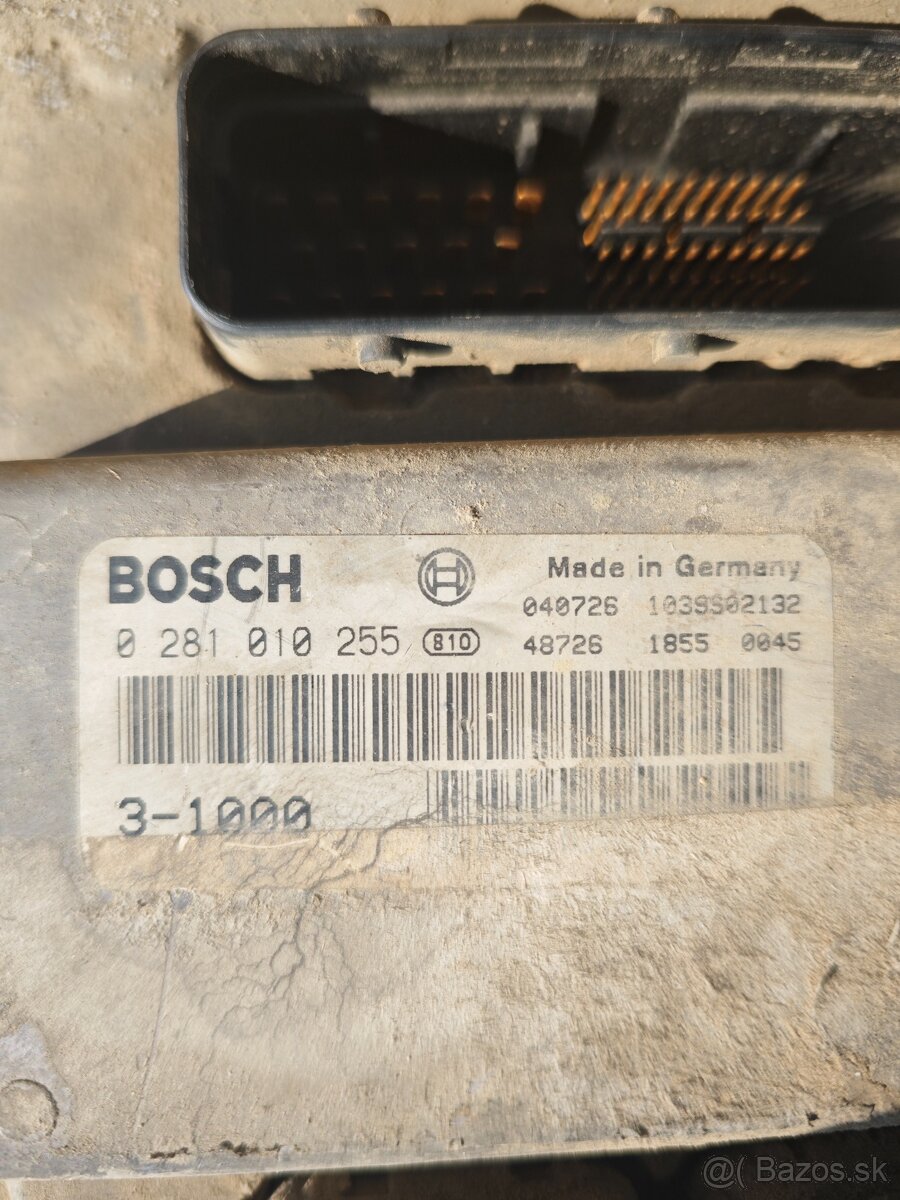 BOSCH
Made in Germany
040726 1039S02132
0 281 010 255 810 48726 1855 0045
3-1000
@( Bazos.sk